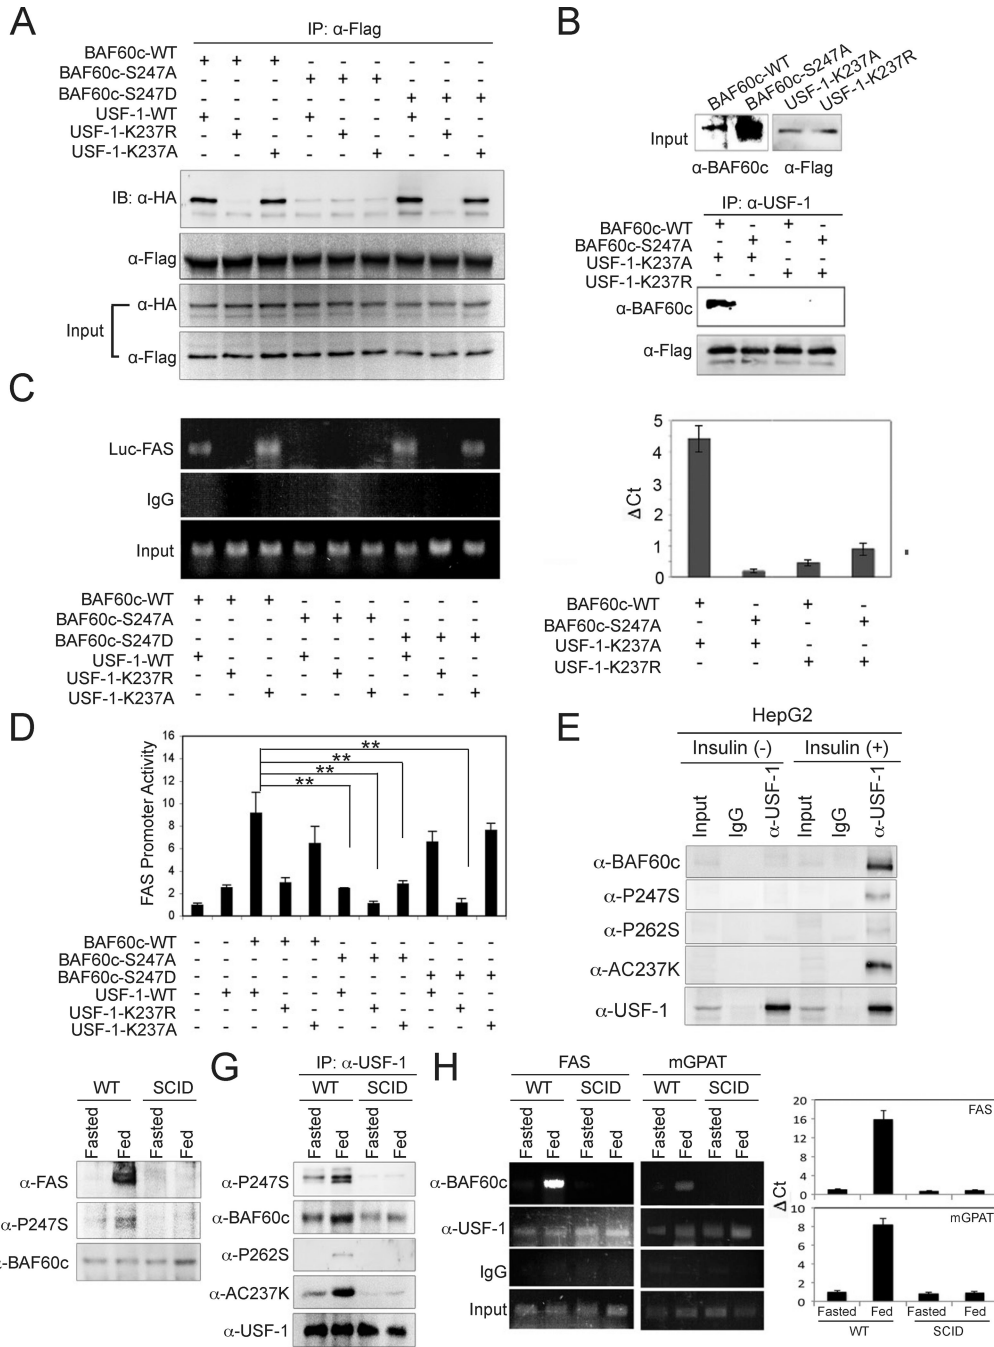 A
IP: α-Flag
BAF60c-WT + + + - - - - - -
BAF60c-S247A - - - + + + - - -
BAF60c-S247D - - - - - - + + +
USF-1-WT + - - + - - + - -
USF-1-K237R - + - - + - - + -
USF-1-K237A - - + - - + - - +
IB: α-HA
α-Flag
Input
α-HA
α-Flag
B
BAF60c-WT
BAF60c-S247A
USF-1-K237A
USF-1-K237R
Input
α-BAF60c α-Flag
IP: α-USF-1
BAF60c-WT + - + -
BAF60c-S247A - + - +
USF-1-K237A + + - -
USF-1-K237R - - + +
α-BAF60c
α-Flag
C
Luc-FAS
IgG
Input
BAF60c-WT + + + - - - - - -
BAF60c-S247A - - - + + + - - -
BAF60c-S247D - - - - - - + + +
USF-1-WT + - - + - - + - -
USF-1-K237R - + - - + - - + -
USF-1-K237A - - + - - + - - +
5
4
3
2
1
0
ΔCt
BAF60c-WT + - + -
BAF60c-S247A - + - +
USF-1-K237A + + - -
USF-1-K237R - - + +
D
FAS Promoter Activity
16
14
12
10
8
6
4
2
0
**
**
**
**
BAF60c-WT - - + + + - - - - - -
BAF60c-S247A - - - - - + + + - - -
BAF60c-S247D - - - - - - - - + + +
USF-1-WT - + + - - + - - + - -
USF-1-K237R - - - + - - + - - + -
USF-1-K237A - - - - + - - + - - +
E
HepG2
Insulin (-) Insulin (+)
Input IgG α-USF-1 Input IgG α-USF-1
α-BAF60c
α-P247S
α-P262S
α-AC237K
α-USF-1
WT SCID
Fasted Fed Fasted Fed
α-FAS
α-P247S
α-BAF60c
G
IP: α-USF-1
WT SCID
Fasted Fed Fasted Fed
α-P247S
α-BAF60c
α-P262S
α-AC237K
α-USF-1
H
FAS mGPAT
WT SCID WT SCID
Fasted Fed Fasted Fed Fasted Fed Fasted Fed
α-BAF60c
α-USF-1
IgG
Input
20
16
12
8
4
0
FAS
ΔCt
10
8
6
4
2
0
mGPAT
Fasted Fed Fasted Fed
WT SCID